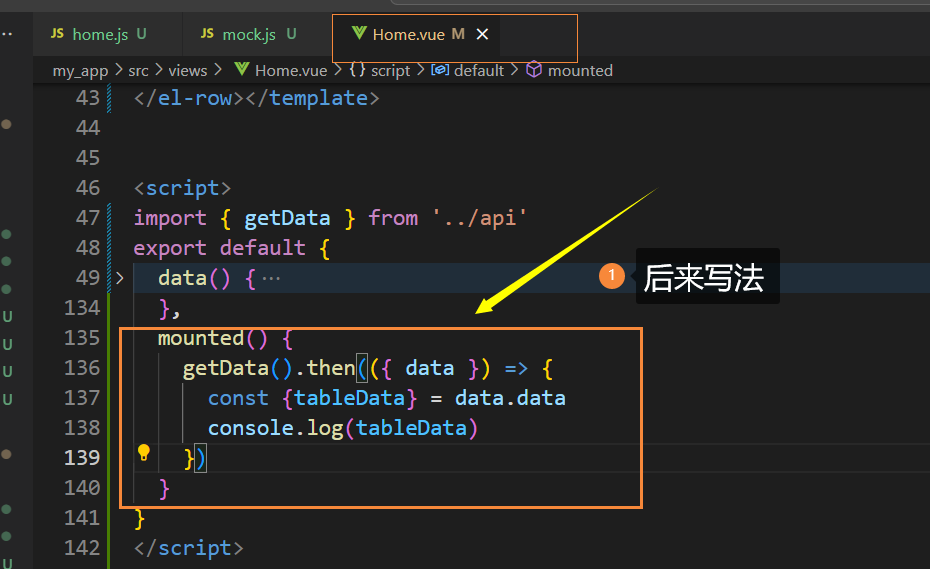 JS home.js U JS mock.js U Home.vue M ×
my_app > src > views > Home.vue > {} script > default > mounted
43 </el-row></template>
44
45
46 <script>
47 import { getData } from '../api'
48 export default {
49 > data() { ···
1 后来写法
134 },
135 mounted() {
136 getData().then(({ data }) => {
137 const {tableData} = data.data
138 console.log(tableData)
139 })
140 }
141 }
142 </script>
U
U
U
U
U